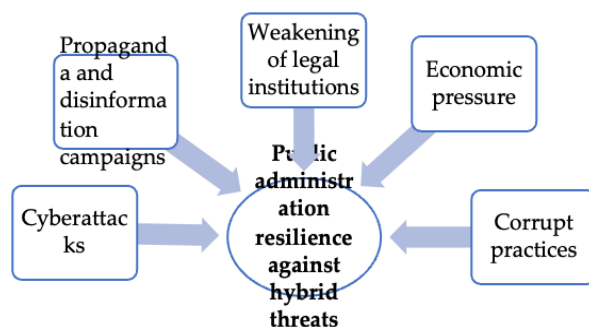 Propagand
a and
disinforma
tion
campaigns
Weakening
of legal
institutions
Economic
pressure
Cyberattac
ks
Public
administr
ation
resilience
against
hybrid
threats
Corrupt
practices